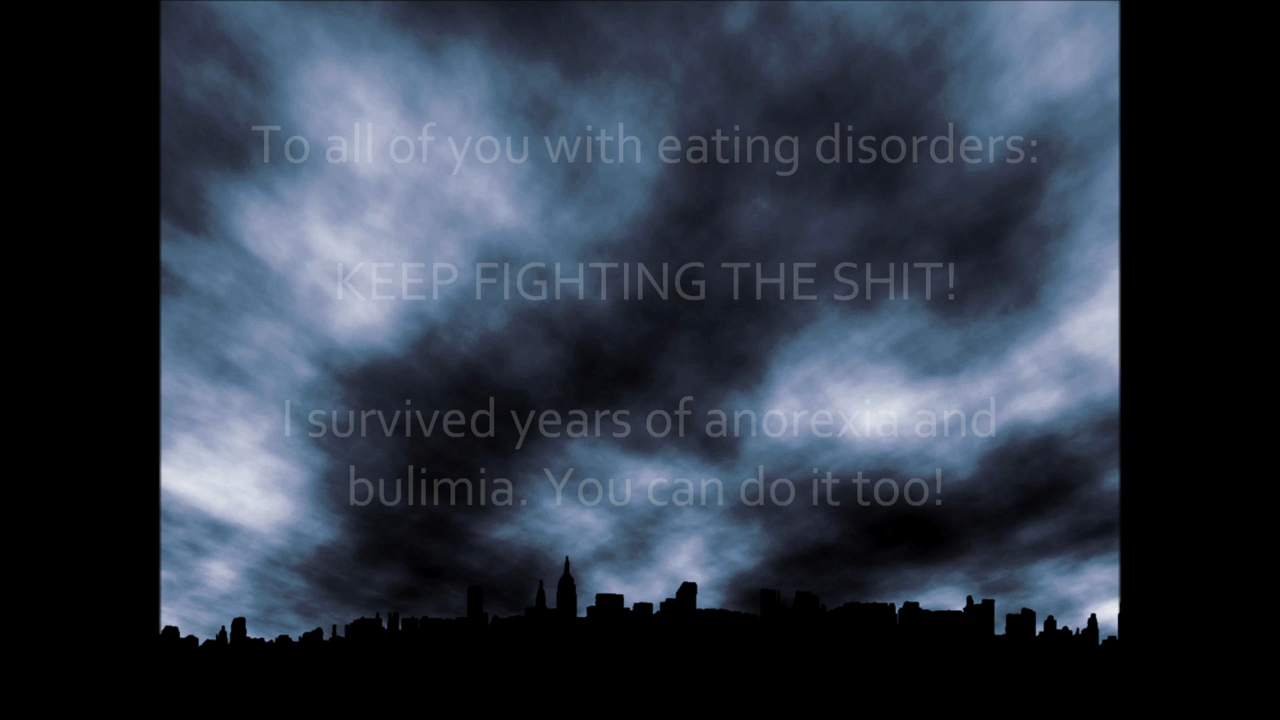 To all of you with eating disorders:
KEEP FIGHTING THE SHIT!
I survived years of anorexia and
bulimia. You can do it too!